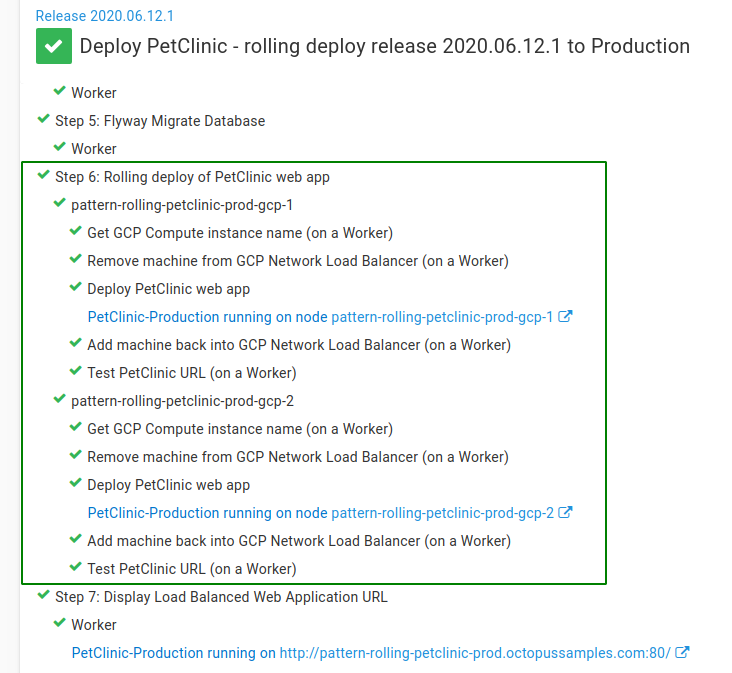 Release 2020.06.12.1
Deploy PetClinic - rolling deploy release 2020.06.12.1 to Production
Worker
Step 5: Flyway Migrate Database
Worker
Step 6: Rolling deploy of PetClinic web app
pattern-rolling-petclinic-prod-gcp-1
Get GCP Compute instance name (on a Worker)
Remove machine from GCP Network Load Balancer (on a Worker)
Deploy PetClinic web app
PetClinic-Production running on node pattern-rolling-petclinic-prod-gcp-1
Add machine back into GCP Network Load Balancer (on a Worker)
Test PetClinic URL (on a Worker)
pattern-rolling-petclinic-prod-gcp-2
Get GCP Compute instance name (on a Worker)
Remove machine from GCP Network Load Balancer (on a Worker)
Deploy PetClinic web app
PetClinic-Production running on node pattern-rolling-petclinic-prod-gcp-2
Add machine back into GCP Network Load Balancer (on a Worker)
Test PetClinic URL (on a Worker)
Step 7: Display Load Balanced Web Application URL
Worker
PetClinic-Production running on http://pattern-rolling-petclinic-prod.octopussamples.com:80/